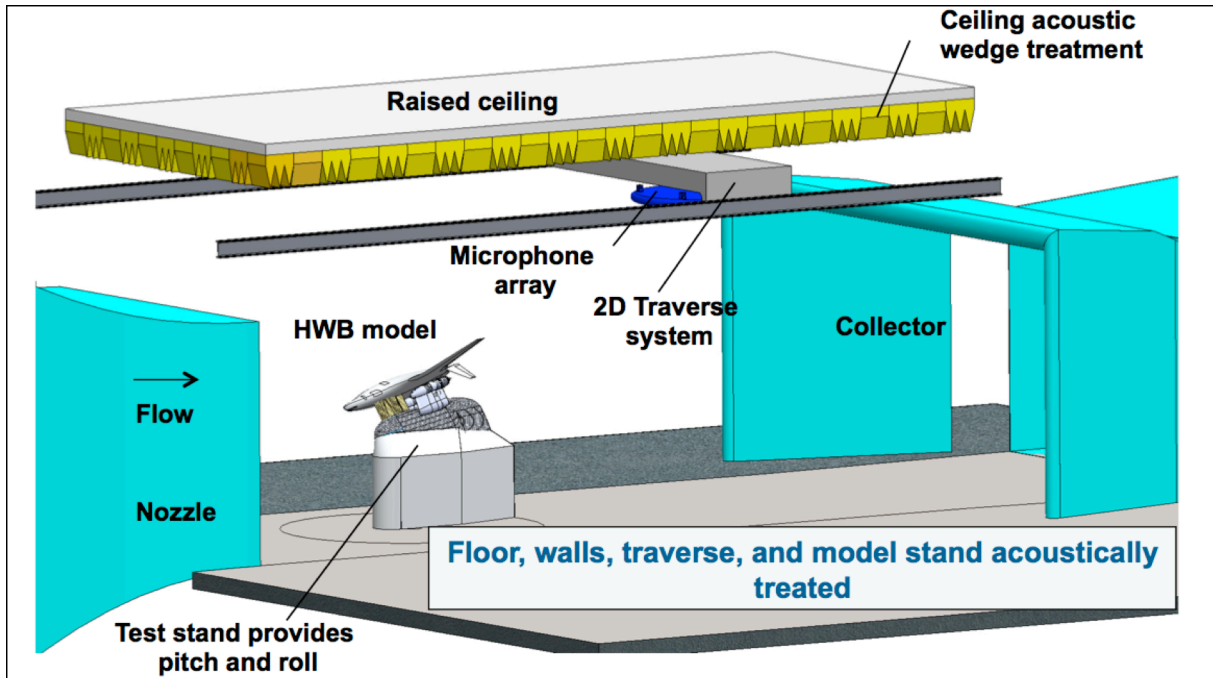 Ceiling acoustic
wedge treatment
Raised ceiling
Microphone
array
2D Traverse
system
HWB model
Collector
Flow
Nozzle
Floor, walls, traverse, and model stand acoustically
treated
Test stand provides
pitch and roll